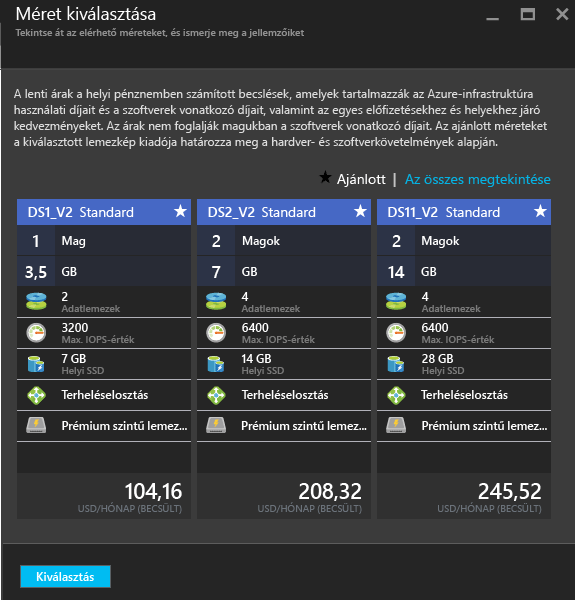 Méret kiválasztása
Tekintse át az elérhető méreteket, és ismerje meg a jellemzőiket
A lenti árak a helyi pénznemben számított becslések, amelyek tartalmazzák az Azure-infrastruktúra
használati díjait és a szoftverek vonatkozó díjait, valamint az egyes előfizetésekhez és helyekhez járó
kedvezményeket. Az árak nem foglalják magukban a szoftverek vonatkozó díjait. Az ajánlott méreteket
a kiválasztott lemezkép kiadója határozza meg a hardver- és szoftverkövetelmények alapján.
★ Ajánlott | Az összes megtekintése
DS1_V2 Standard ★
1 Mag
3,5 GB
2
Adatlemezek
3200
Max. IOPS-érték
7 GB
Helyi SSD
Terheléselosztás
Prémium szintű lemez...
104,16
USD/HÓNAP (BECSÜLT)
DS2_V2 Standard ★
2 Magok
7 GB
4
Adatlemezek
6400
Max. IOPS-érték
14 GB
Helyi SSD
Terheléselosztás
Prémium szintű lemez...
208,32
USD/HÓNAP (BECSÜLT)
DS11_V2 Standard ★
2 Magok
14 GB
4
Adatlemezek
6400
Max. IOPS-érték
28 GB
Helyi SSD
Terheléselosztás
Prémium szintű lemez...
245,52
USD/HÓNAP (BECSÜLT)
Kiválasztás